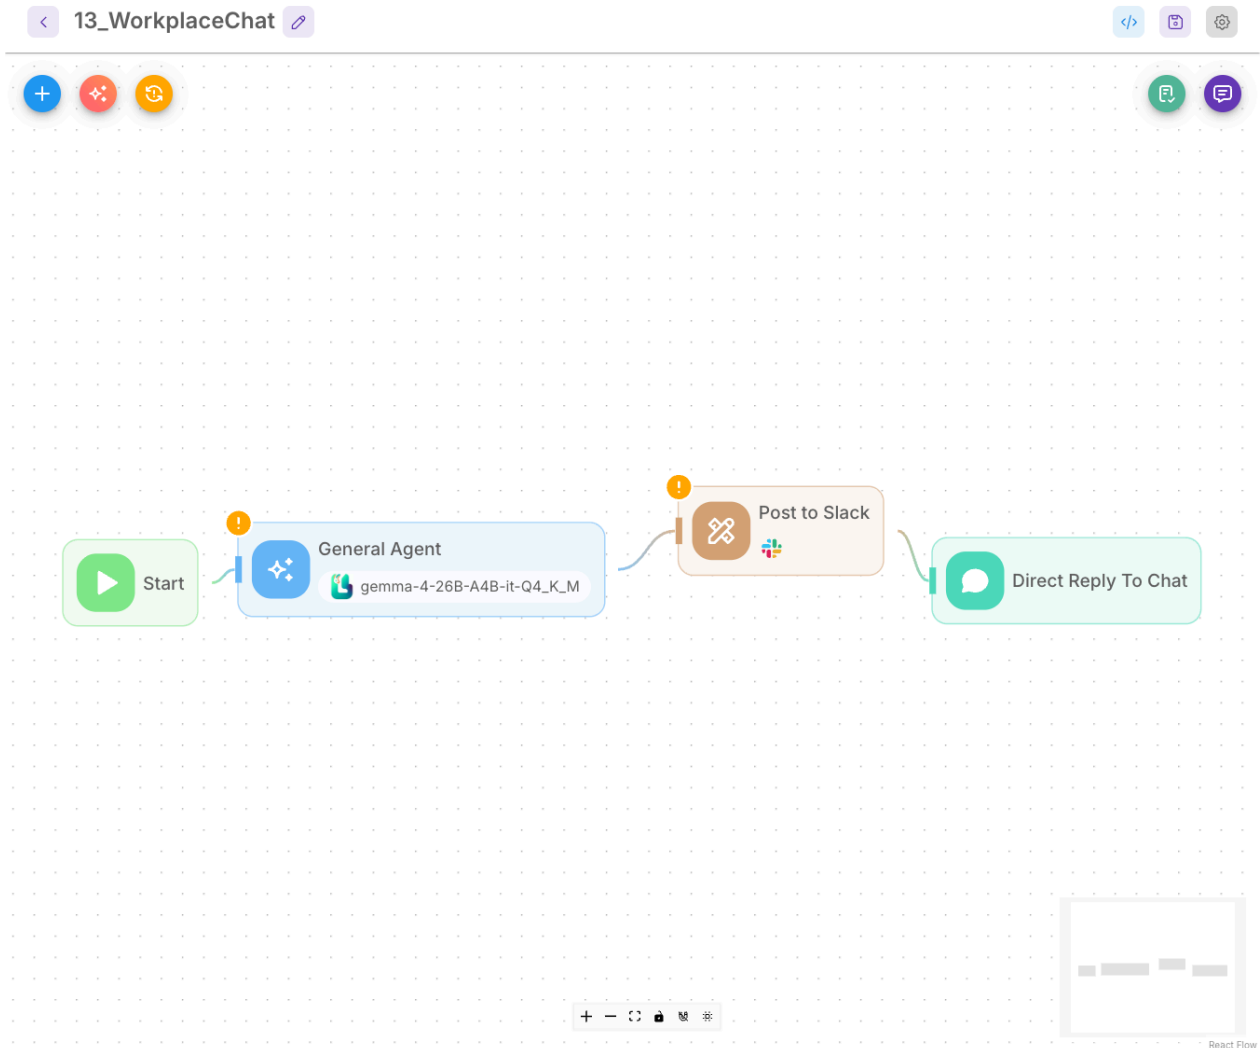 13_WorkplaceChat
Post to Slack
General Agent
gemma-4-26B-A4B-it-Q4_K_M
Start
Direct Reply To Chat
React Flow